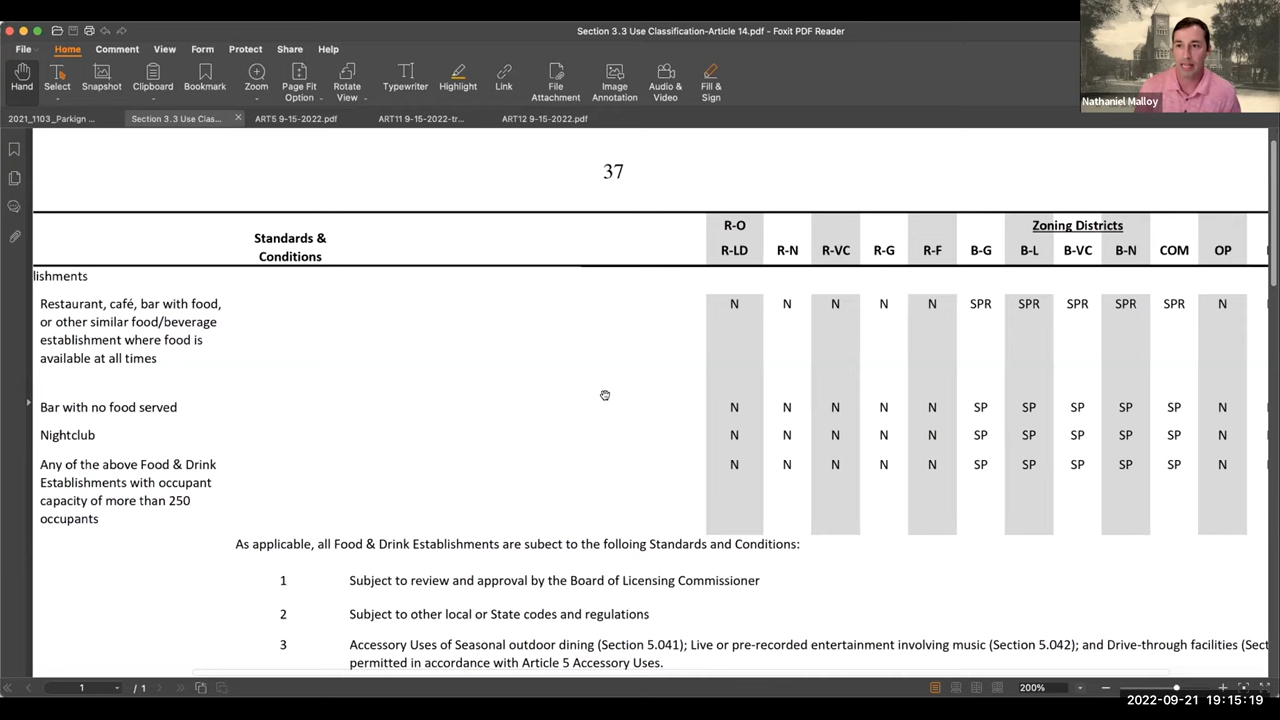 Section 3.3 Use Classification-Article 14.pdf - Foxit PDF Reader
File Home Comment View Form Protect Share Help
Hand Select Snapshot Clipboard Bookmark Zoom Page Fit Option Rotate View Typewriter Highlight Link File Attachment Image Annotation Audio & Video Fill & Sign
Nathaniel Malloy
2021_1103_Parkign ... Section 3.3 Use Clas... ART5 9-15-2022.pdf ART11 9-15-2022-tr... ART12 9-15-2022.pdf
37
R-O Zoning Districts
Standards &
Conditions
R-LD R-N R-VC R-G R-F B-G B-L B-VC B-N COM OP
lishments
Restaurant, café, bar with food, N N N N N SPR SPR SPR SPR SPR N
or other similar food/beverage
establishment where food is
available at all times
Bar with no food served N N N N N SP SP SP SP SP N
Nightclub N N N N N SP SP SP SP SP N
Any of the above Food & Drink N N N N N SP SP SP SP SP N
Establishments with occupant
capacity of more than 250
occupants
As applicable, all Food & Drink Establishments are subect to the folloing Standards and Conditions:
1 Subject to review and approval by the Board of Licensing Commissioner
2 Subject to other local or State codes and regulations
3 Accessory Uses of Seasonal outdoor dining (Section 5.041); Live or pre-recorded entertainment involving music (Section 5.042); and Drive-through facilities (Sect
permitted in accordance with Article 5 Accessory Uses.
1 / 1 200%
2022-09-21 19:15:19